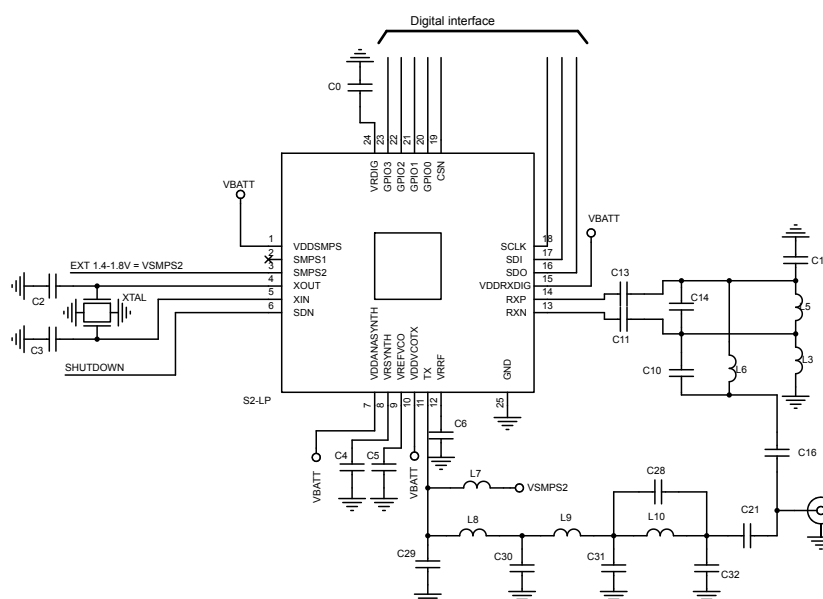 Digital interface
C0
24
23
22
21
20
19
VRDIG
GPIO3
GPIO2
GPIO1
GPIO0
CSN
VBATT
1
VDDSMPS
2
SMPS1
EXT 1.4-1.8V = VSMPS2
3
SMPS2
4
XOUT
5
XIN
6
SDN
C2
XTAL
C3
SHUTDOWN
SCLK
18
SDI
17
SDO
16
VDDRXDIG
15
RXP
14
RXN
13
VBATT
C13
C11
C14
C10
L6
L5
L3
C1
VDDANASYNTH
VRSYNTH
VREFVCO
VDDVCOTX
TX
VRRF
GND
S2-LP
7
8
9
10
11
12
25
VBATT
C4
C5
VBATT
C6
C16
L7
VSMPS2
C28
L8
L9
L10
C21
C29
C30
C31
C32